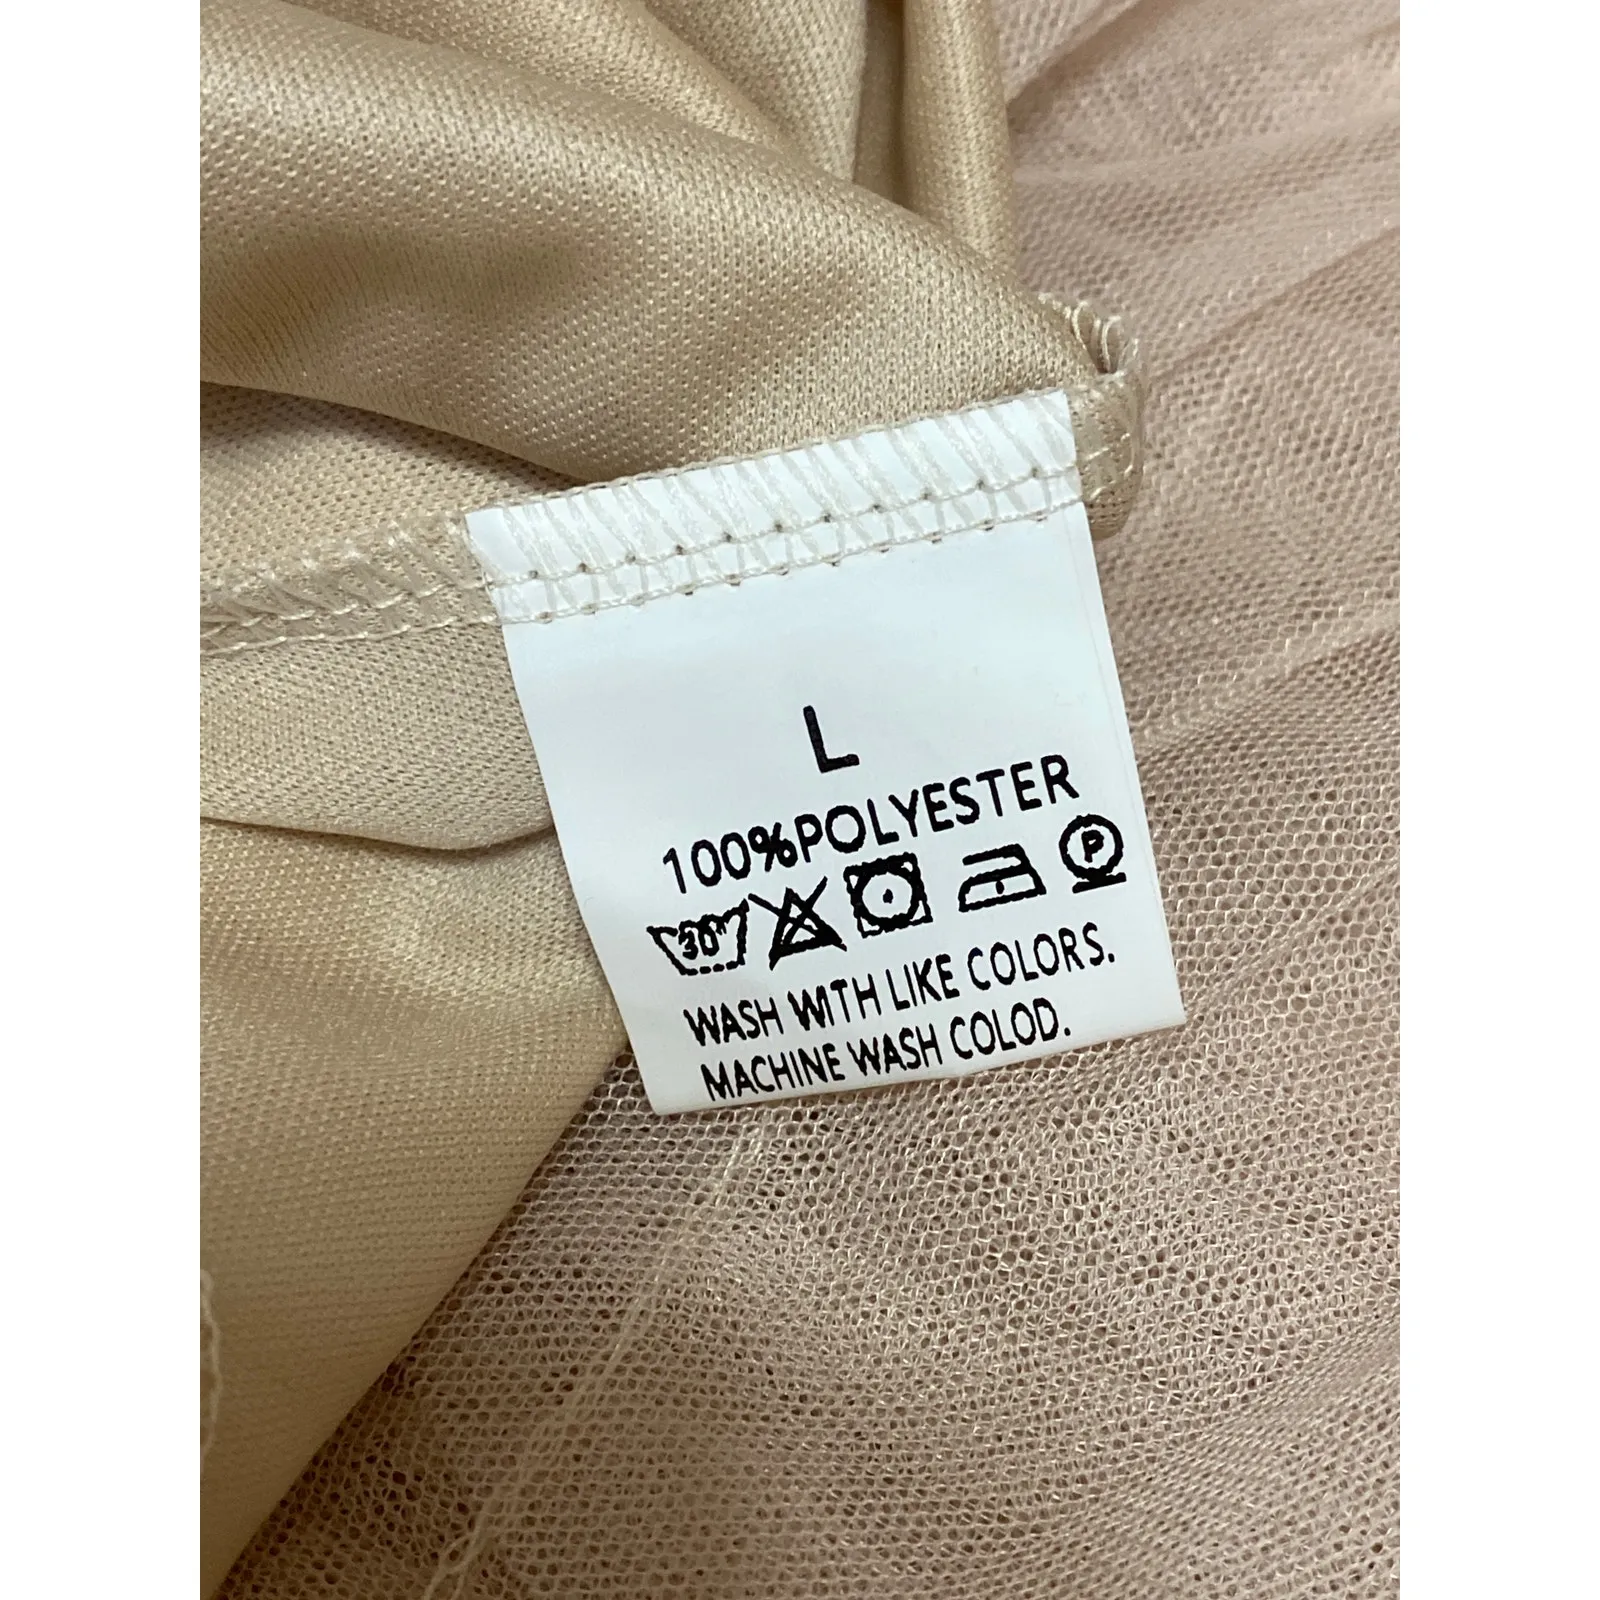 L
100%POLYESTER
30° P
WASH WITH LIKE COLORS.
MACHINE WASH COLOD.